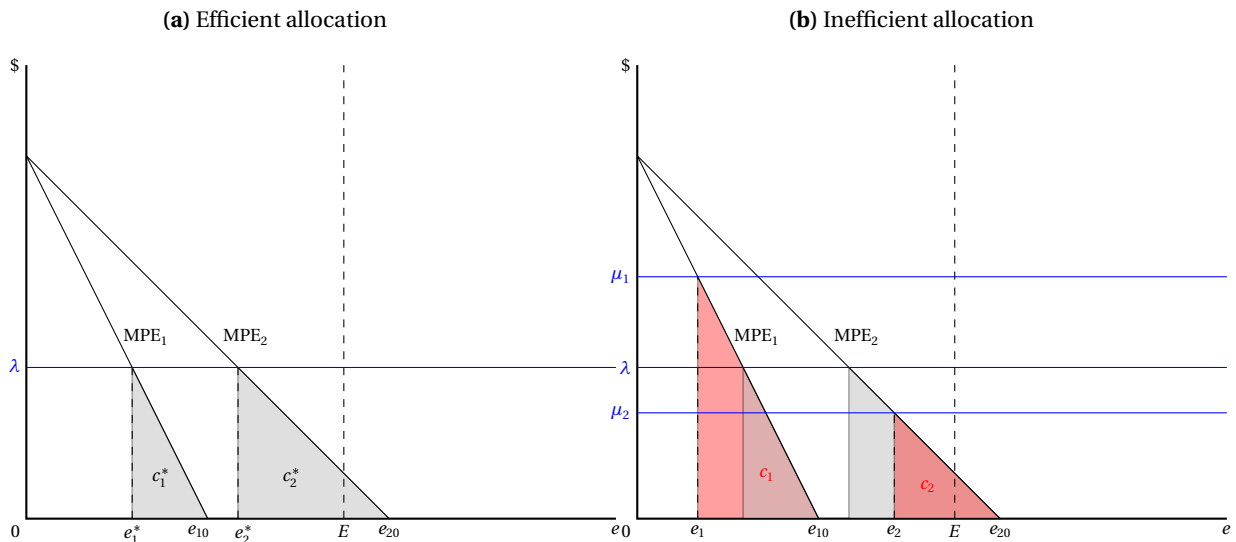 (a) Efficient allocation
(b) Inefficient allocation
$
MPE₁
MPE₂
λ
c₁*
c₂*
0
e₁*
e₁₀
e₂*
E
e₂₀
e
$
μ₁
MPE₁
MPE₂
λ
μ₂
c₁
c₂
0
e₁
e₁₀
e₂
E
e₂₀
e